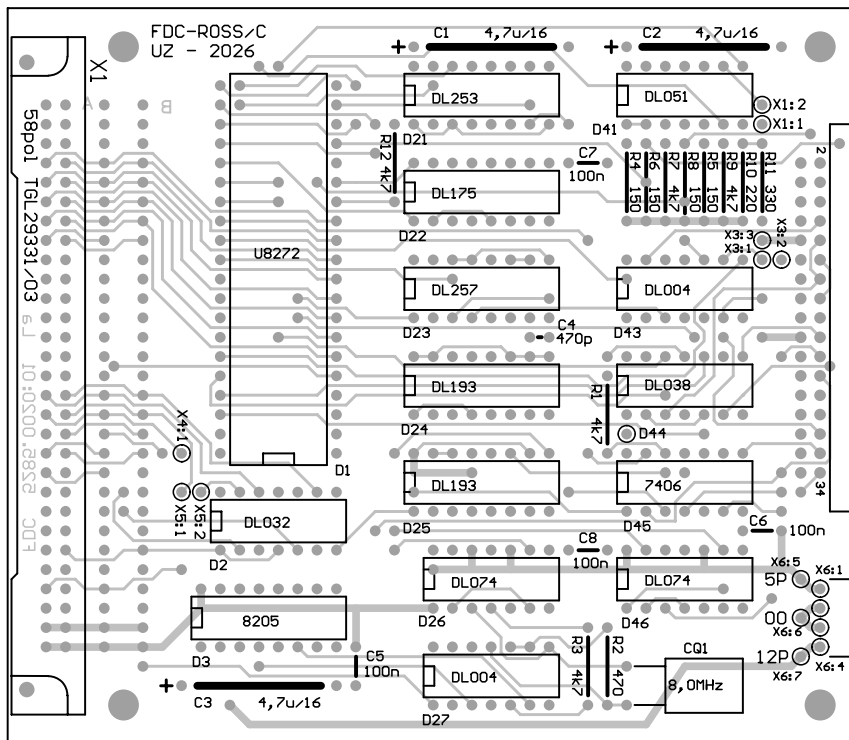 FDC-ROSS/C
UZ - 2026
C1
4,7u/16
C2
4,7u/16
X1
A
B
58pol TGL29331/03
DL253
DL051
X1:2
X1:1
D21
D41
R12 4k7
C7
100n
R4 150
R6 150
R7 4k7
R8 150
R5 150
R9 4k7
R10 220
R11 330
2
DL175
U8272
D22
X3:3
X3:1
X3:2
DL257
DL004
D23
C4
470p
D43
DL193
R1 4k7
DL038
D24
D44
X4:1
D1
DL193
7406
34
X5:1
X5:2
DL032
D25
D45
C6
100n
D2
C8
100n
DL074
DL074
X6:5
5P
X6:1
00
X6:6
8205
D26
D46
D3
C5
100n
R3 4k7
R2 470
CQ1
8,0MHz
12P
X6:7
X6:4
DL004
C3
4,7u/16
D27
FDC 5285.0020:01 La